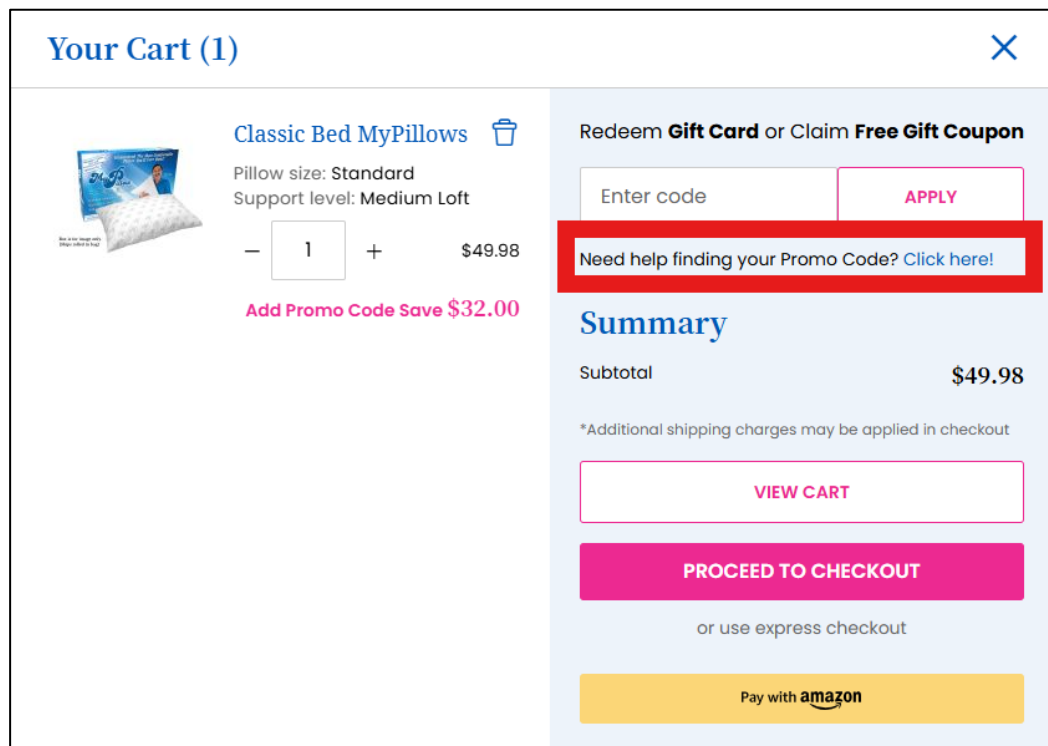 Your Cart (1)
Classic Bed MyPillows
Pillow size: Standard
Support level: Medium Loft
1
$49.98
Add Promo Code Save $32.00
Redeem Gift Card or Claim Free Gift Coupon
Enter code
APPLY
Need help finding your Promo Code? Click here!
Summary
Subtotal
$49.98
*Additional shipping charges may be applied in checkout
VIEW CART
PROCEED TO CHECKOUT
or use express checkout
Pay with amazon